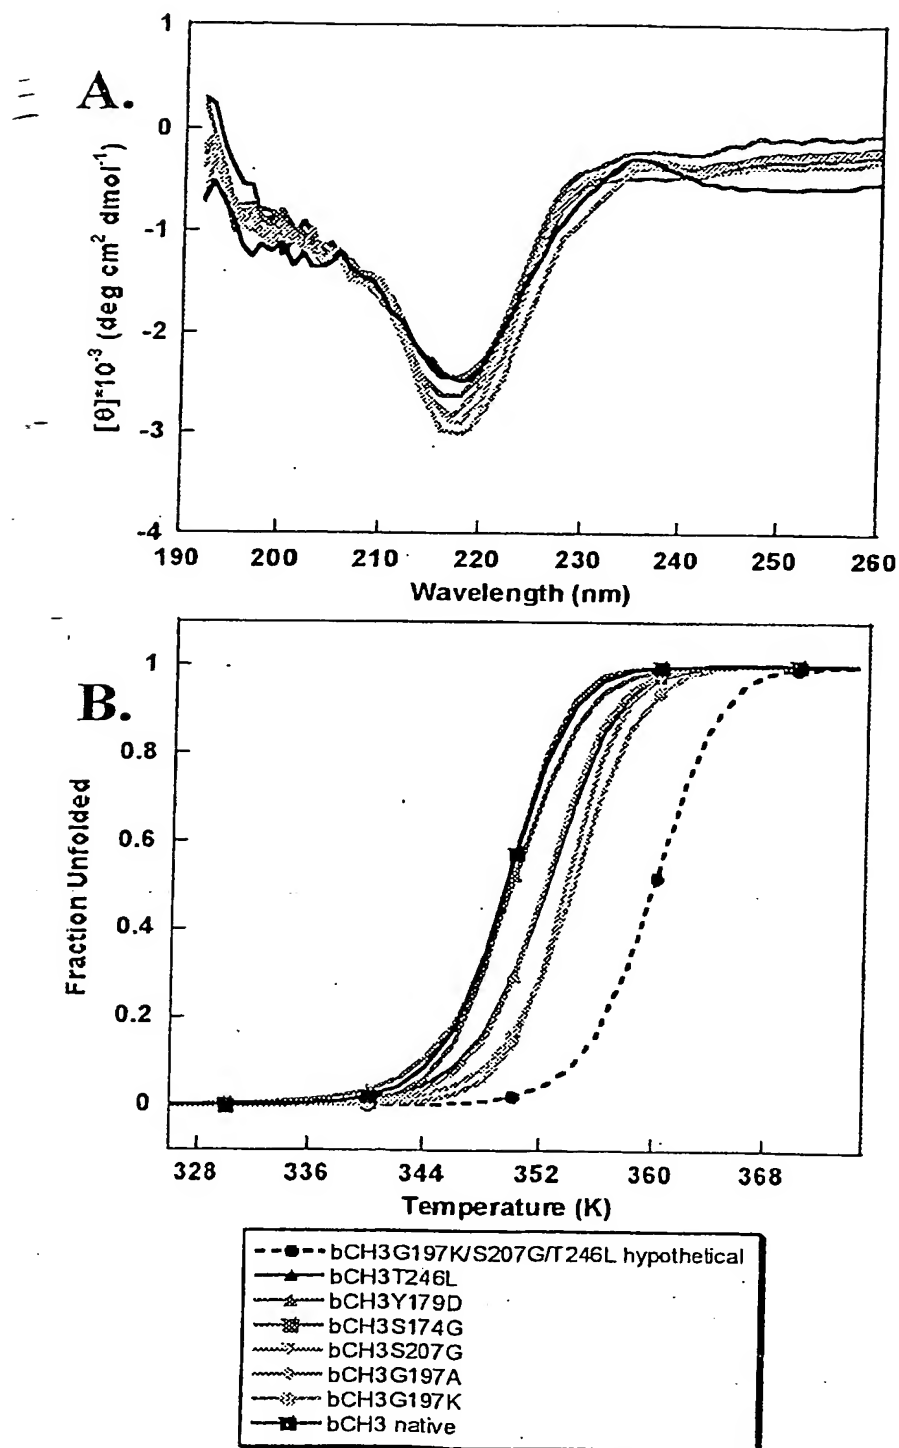 A.
1
0
-1
-2
-3
-4
[θ]*10-3 (deg cm2 dmol-1)
190 200 210 220 230 240 250 260
Wavelength (nm)
B.
1
0.8
0.6
0.4
0.2
0
Fraction Unfolded
328 336 344 352 360 368
Temperature (K)
bCH3G197K/S207G/T246L hypothetical
bCH3T246L
bCH3Y179D
bCH3S174G
bCH3S207G
bCH3G197A
bCH3G197K
bCH3 native